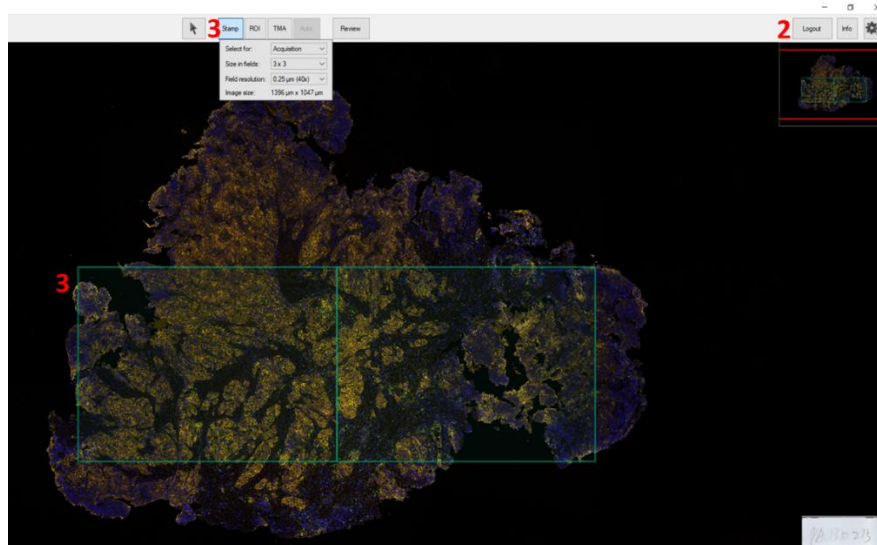 3 Stamp ROI TMA Auto Review 2 Logout Info
Select for: Acquisition
Size in fields: 3 x 3
Field resolution: 0.25 µm (40x)
Image size: 1396 µm x 1047 µm
3